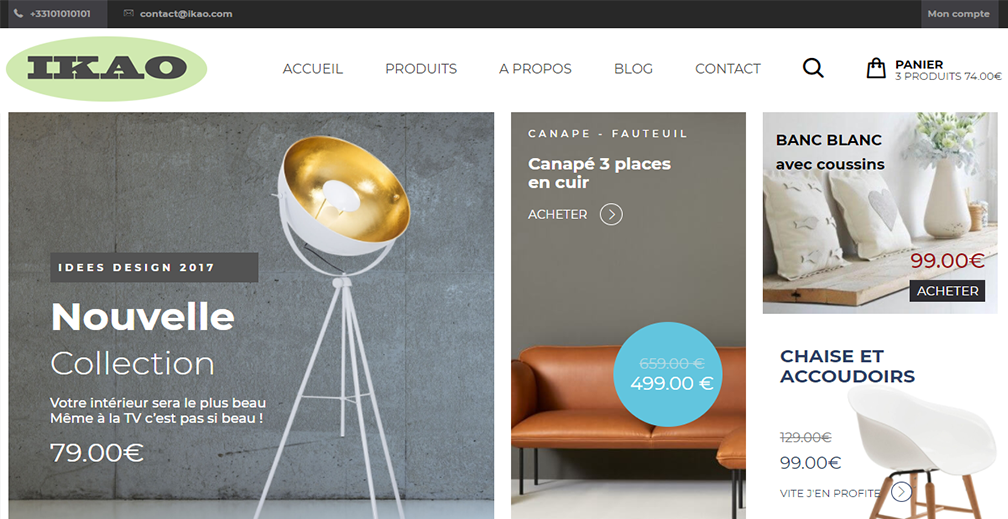 +33101010101
contact@ikao.com
Mon compte
IKAO
ACCUEIL
PRODUITS
A PROPOS
BLOG
CONTACT
PANIER
3 PRODUITS 74.00€
IDEES DESIGN 2017
Nouvelle
Collection
Votre intérieur sera le plus beau
Même à la TV c'est pas si beau !
79.00€
CANAPE - FAUTEUIL
Canapé 3 places
en cuir
ACHETER
659.00 €
499.00 €
BANC BLANC
avec coussins
99.00€
ACHETER
CHAISE ET
ACCOUDOIRS
129.00€
99.00€
VITE J'EN PROFITE